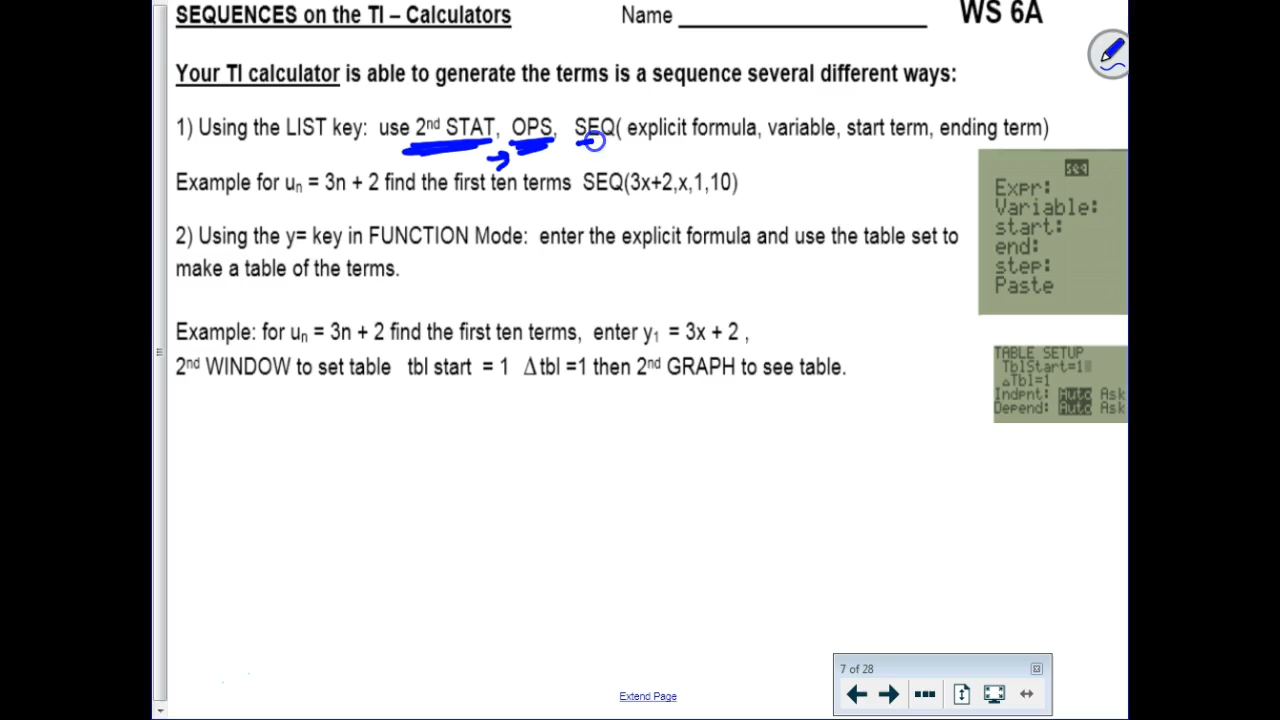 SEQUENCES on the TI – Calculators Name WS 6A
Your TI calculator is able to generate the terms is a sequence several different ways:
1) Using the LIST key: use 2nd STAT, OPS, SEQ( explicit formula, variable, start term, ending term)
Example for un = 3n + 2 find the first ten terms SEQ(3x+2,x,1,10)
seq
Expr:
Variable:
start:
end:
step:
Paste
2) Using the y= key in FUNCTION Mode: enter the explicit formula and use the table set to
make a table of the terms.
Example: for un = 3n + 2 find the first ten terms, enter y1 = 3x + 2 ,
2nd WINDOW to set table tbl start = 1 Δ tbl =1 then 2nd GRAPH to see table.
TABLE SETUP
TblStart=1
△Tbl=1
Indpnt: Auto Ask
Depend: Auto Ask
7 of 28
Extend Page